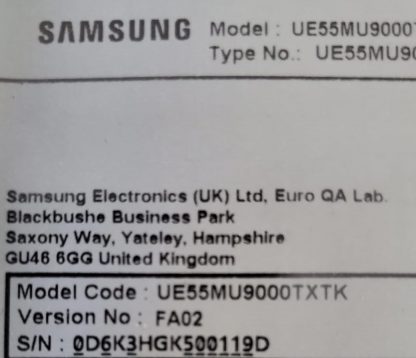 SAMSUNG Model : UE55MU9000T
Type No.: UE55MU90
Samsung Electronics (UK) Ltd, Euro QA Lab.
Blackbushe Business Park
Saxony Way, Yateley, Hampshire
GU46 6GG United Kingdom
Model Code : UE55MU9000TXTK
Version No : FA02
S/N : 0D6K3HGK500119D